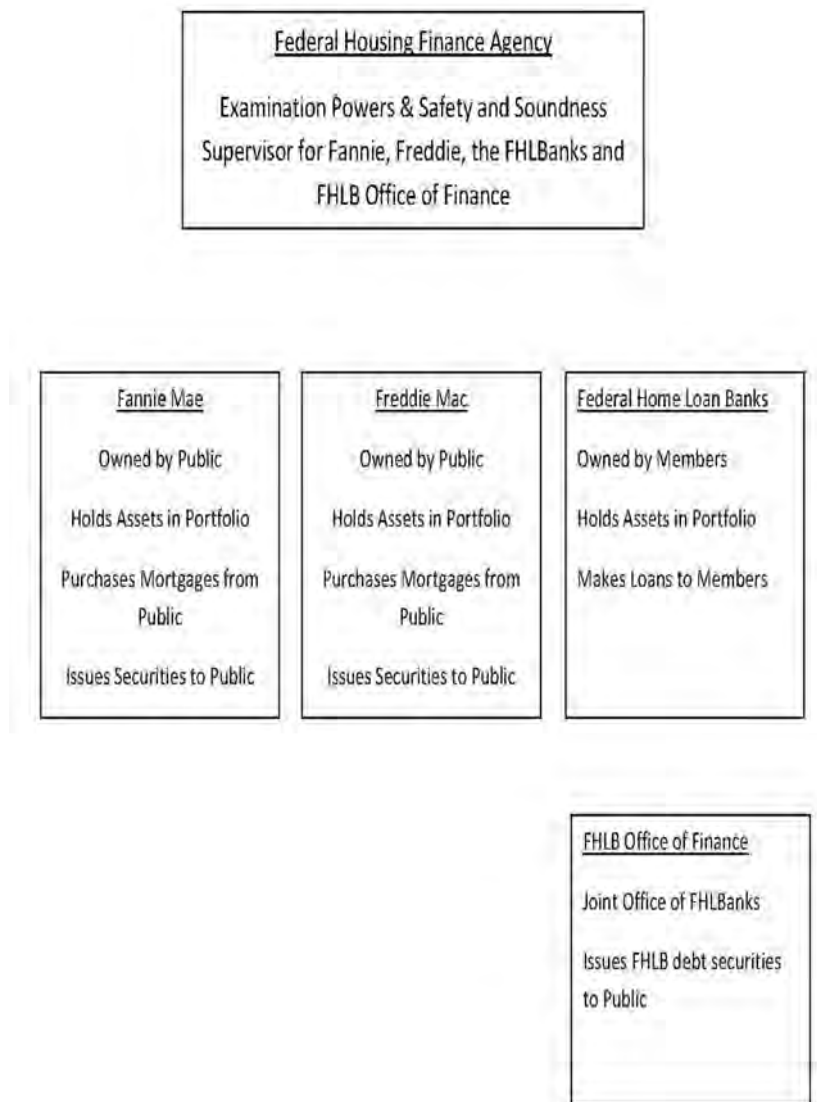 Federal Housing Finance Agency
Examination Powers & Safety and Soundness
Supervisor for Fannie, Freddie, the FHLBanks and
FHLB Office of Finance
Fannie Mae
Owned by Public
Holds Assets in Portfolio
Purchases Mortgages from
Public
Issues Securities to Public
Freddie Mac
Owned by Public
Holds Assets in Portfolio
Purchases Mortgages from
Public
Issues Securities to Public
Federal Home Loan Banks
Owned by Members
Holds Assets in Portfolio
Makes Loans to Members
FHLB Office of Finance
Joint Office of FHLBanks
Issues FHLB debt securities
to Public